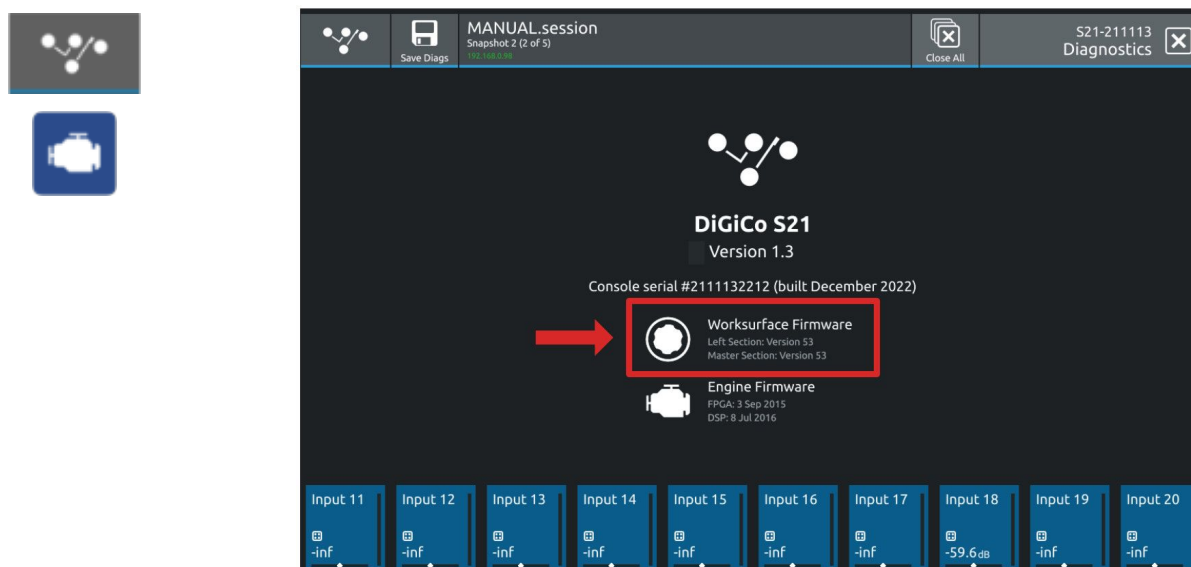 MANUAL.session
Snapshot 2 (2 of 5)
192.168.0.98
Save Diags
Close All
S21-211113
Diagnostics
DiGiCo S21
Version 1.3
Console serial #2111132212 (built December 2022)
Worksurface Firmware
Left Section: Version 53
Master Section: Version 53
Engine Firmware
FPGA: 3 Sep 2015
DSP: 8 Jul 2016
Input 11 Input 12 Input 13 Input 14 Input 15 Input 16 Input 17 Input 18 Input 19 Input 20
-inf -inf -inf -inf -inf -inf -inf -59.6dB -inf -inf